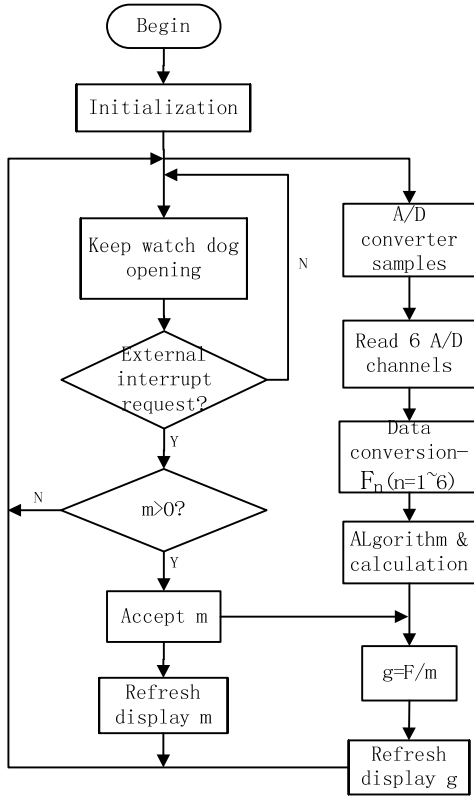 Begin
Initialization
Keep watch dog
opening
N
External
interrupt
request?
Y
m>0?
N
Y
Accept m
Refresh
display m
A/D
converter
samples
Read 6 A/D
channels
Data
conversion-
Fn(n=1~6)
ALgorithm &
calculation
g=F/m
Refresh
display g